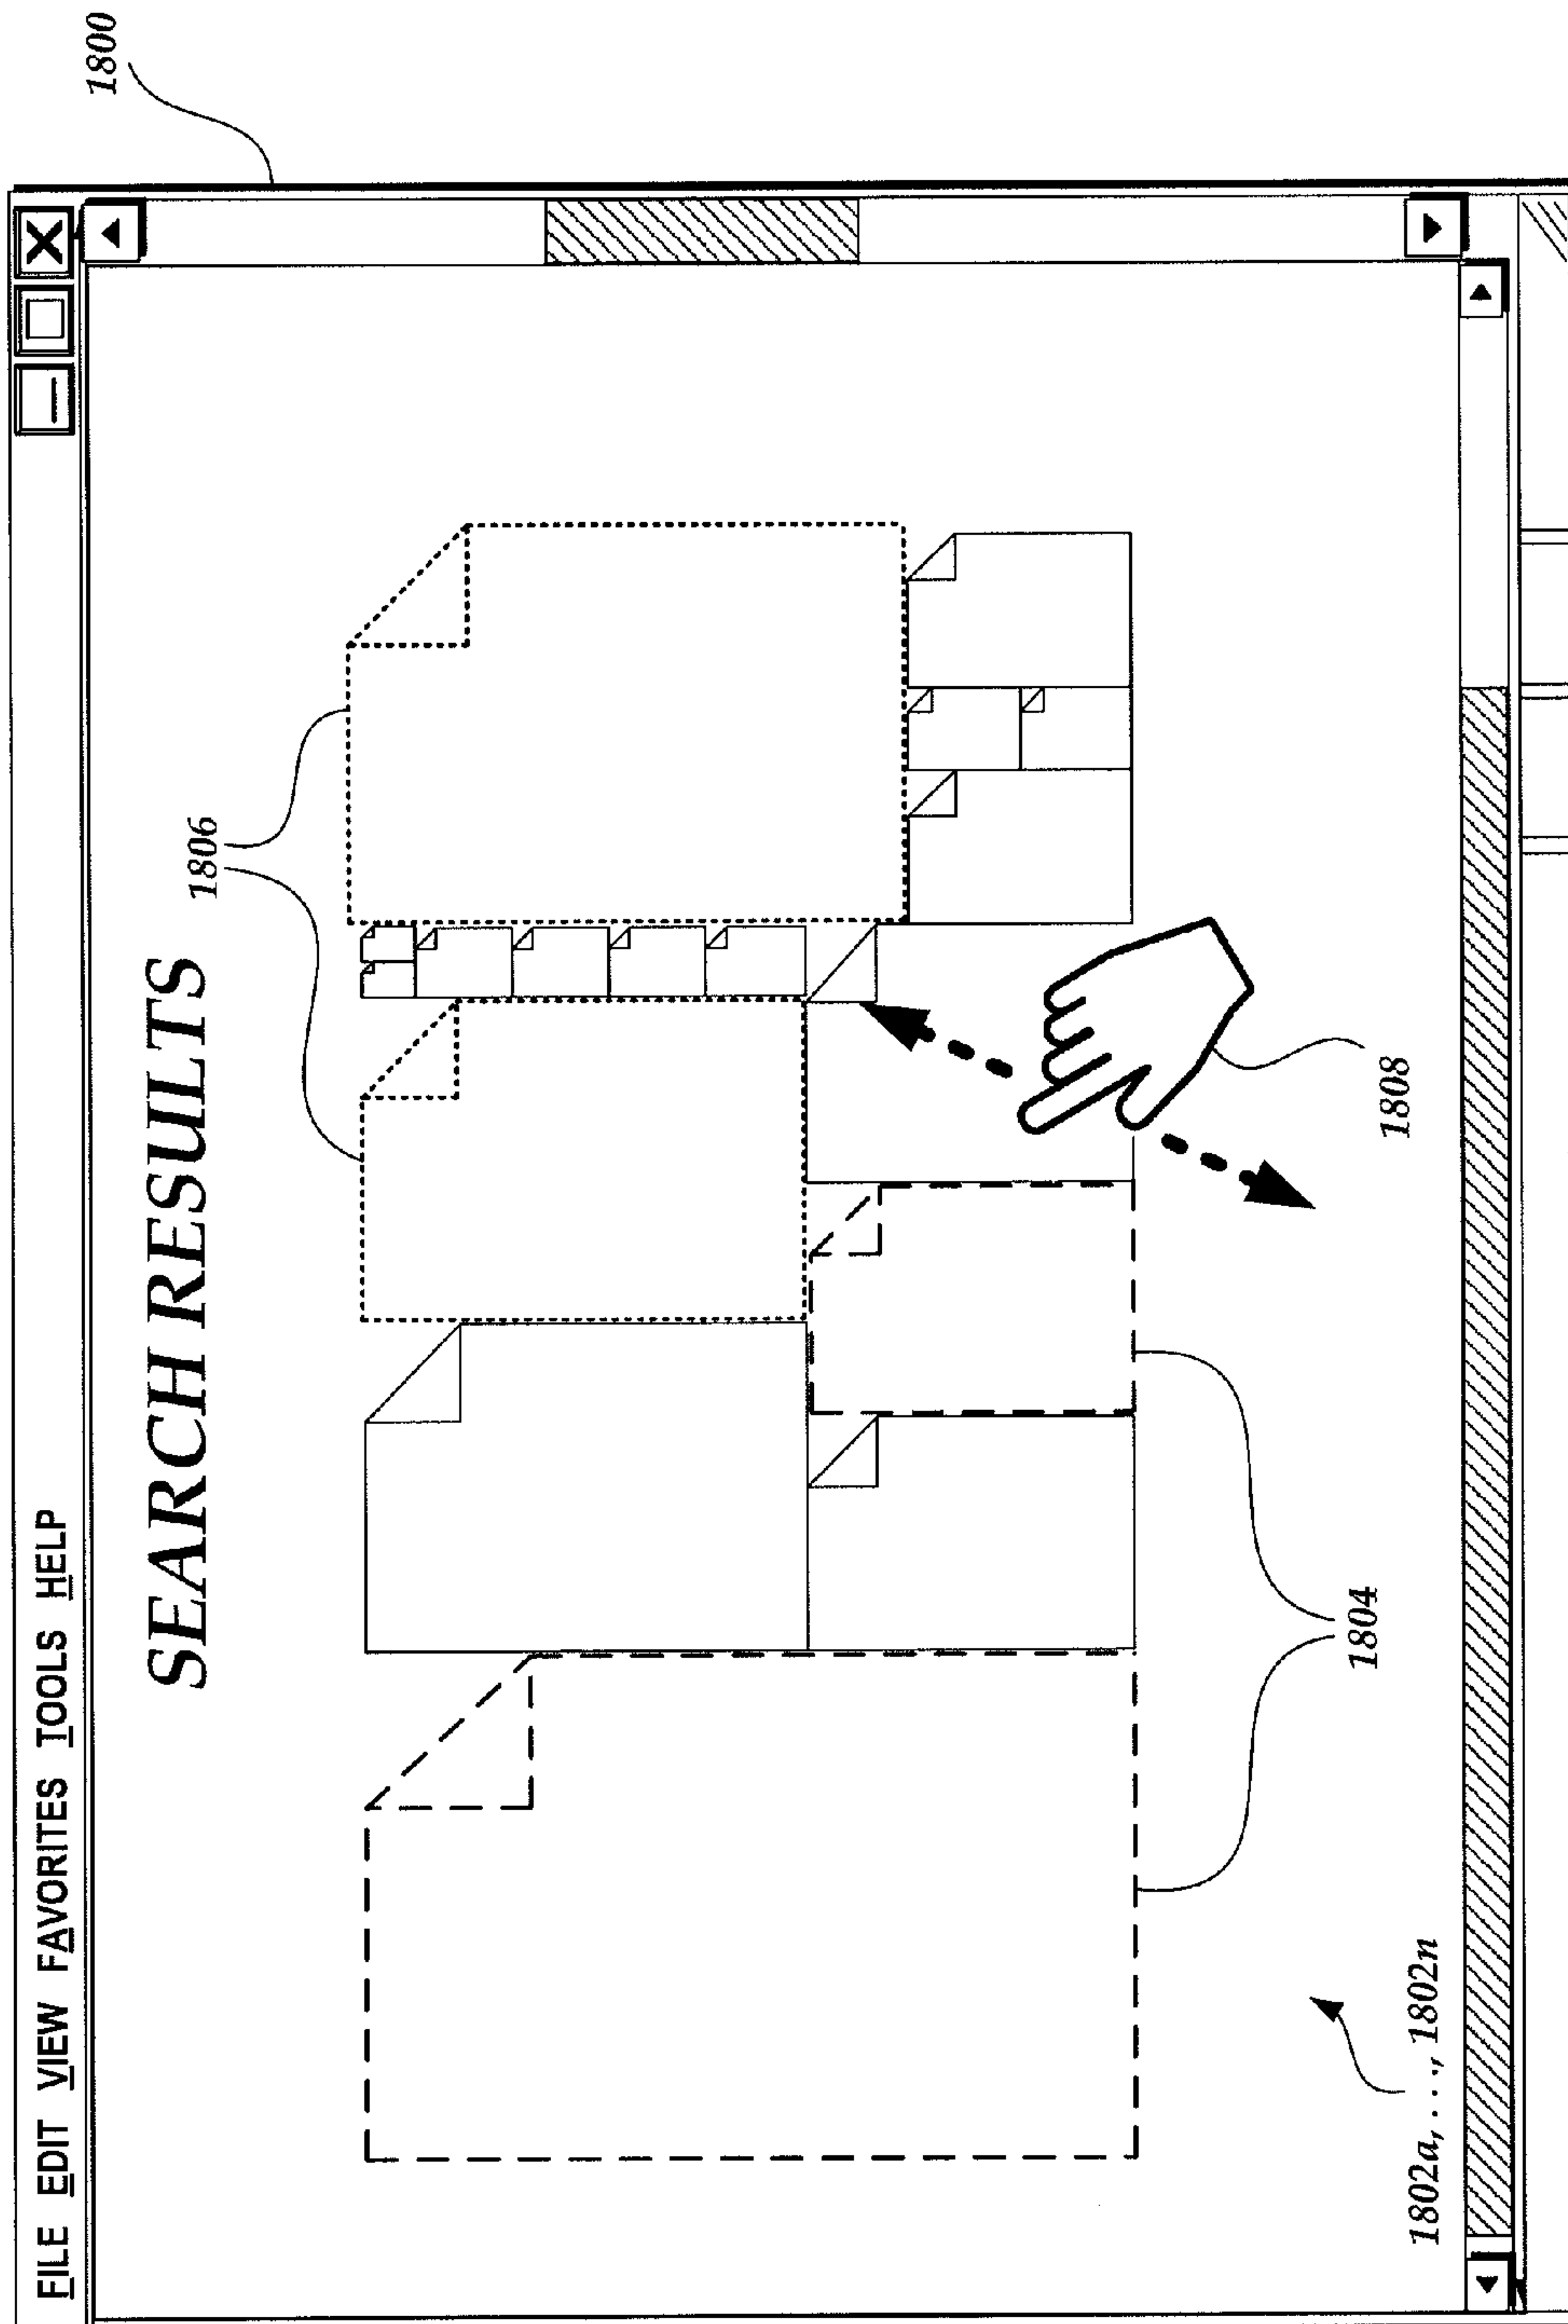 1800
FILE EDIT VIEW FAVORITES TOOLS HELP
SEARCH RESULTS
1806
1808
1804
1802a, . . ., 1802n